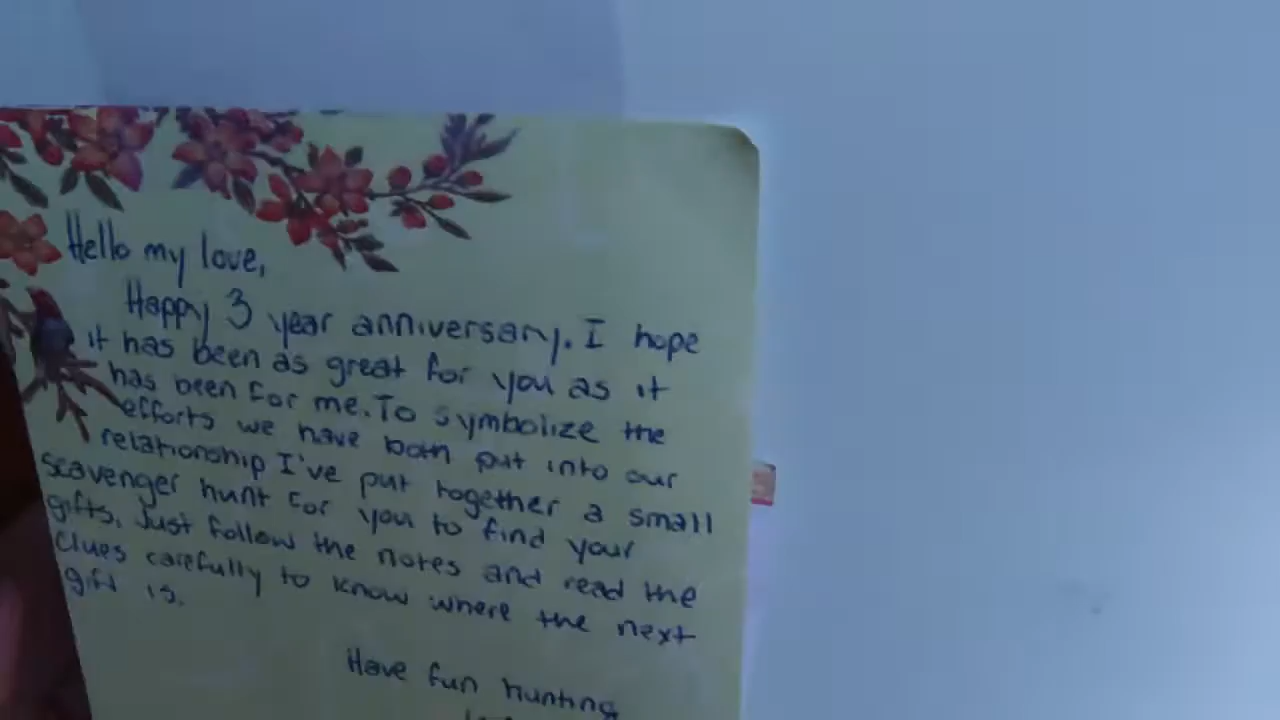 Hello my love,
Happy 3 year anniversary. I hope
it has been as great for you as it
has been for me. To symbolize the
efforts we have both put into our
relationship I've put together a small
scavenger hunt for you to find your
gifts. Just follow the notes and read the
clues carefully to know where the next
gift is.
Have fun hunting